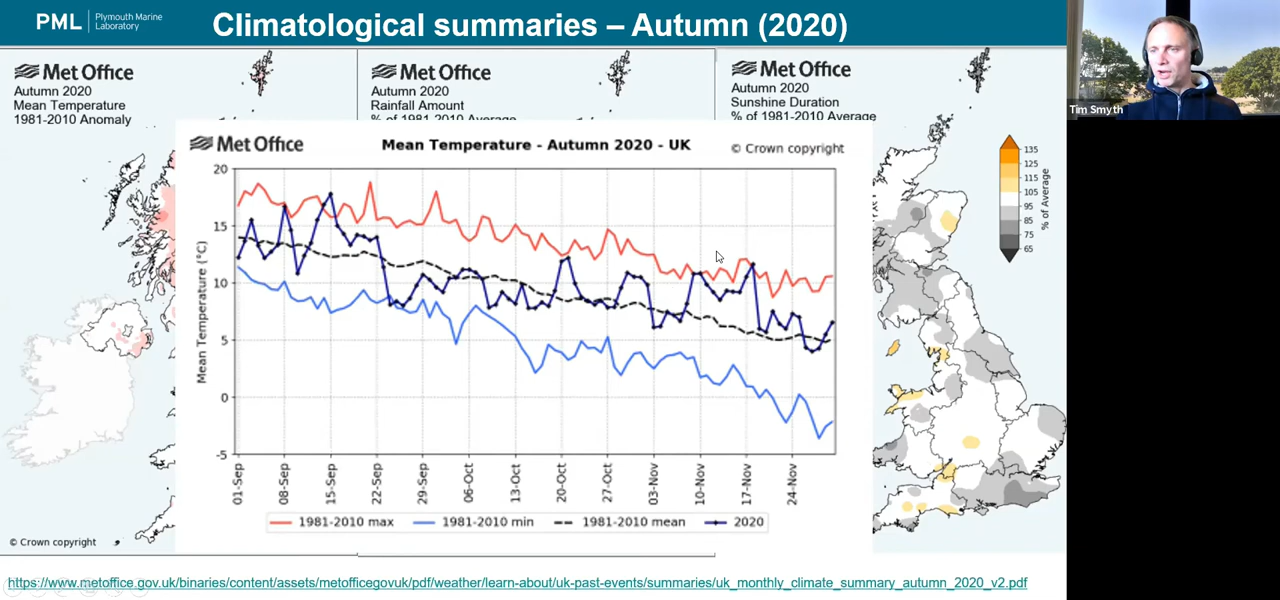 PML | Plymouth Marine
Laboratory
Climatological summaries – Autumn (2020)
Tim Smyth
Met Office
Autumn 2020
Mean Temperature
1981-2010 Anomaly
Met Office
Autumn 2020
Rainfall Amount
% of 1981-2010 Average
Met Office
Autumn 2020
Sunshine Duration
% of 1981-2010 Average
Met Office
Mean Temperature - Autumn 2020 - UK
© Crown copyright
Mean Temperature (°C)
20
15
10
5
0
-5
01-Sep
08-Sep
15-Sep
22-Sep
29-Sep
06-Oct
13-Oct
20-Oct
27-Oct
03-Nov
10-Nov
17-Nov
24-Nov
1981-2010 max
1981-2010 min
1981-2010 mean
2020
135
125
115
105
95
85
75
65
% of Average
© Crown copyright
https://www.metoffice.gov.uk/binaries/content/assets/metofficegovuk/pdf/weather/learn-about/uk-past-events/summaries/uk_monthly_climate_summary_autumn_2020_v2.pdf